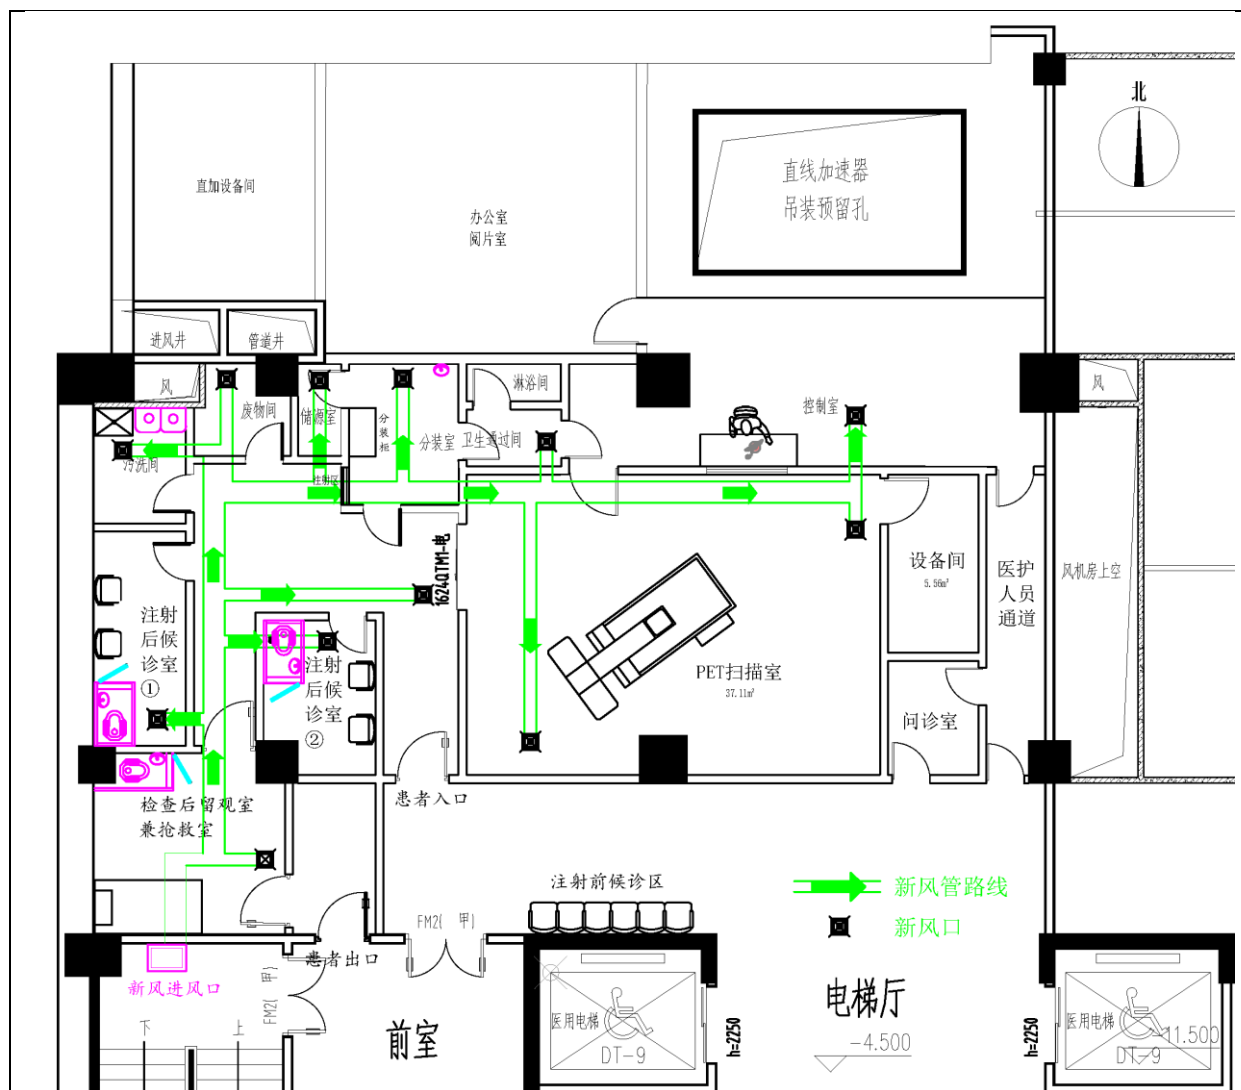 北
直线加速器
吊装预留孔
直加设备间
办公室
阅片室
进风井
管道井
风
废物间
储源室
分装柜
分装室
卫生通过间
淋浴间
控制室
风
污洗间
注射区
1624QTM1-电
设备间
5.56m²
医护
人员
通道
风机房上空
注射
后候
诊室
①
注射
后候
诊室
②
PET扫描室
37.11m²
问诊室
检查后留观室
兼抢救室
患者入口
注射前候诊区
新风管路线
新风口
FM2( 甲)
患者出口
新风进风口
FM2( 甲)
下
上
前室
医用电梯
DT-9
h=2250
电梯厅
-4.500
h=2250
医用电梯
DT-9
-11.500